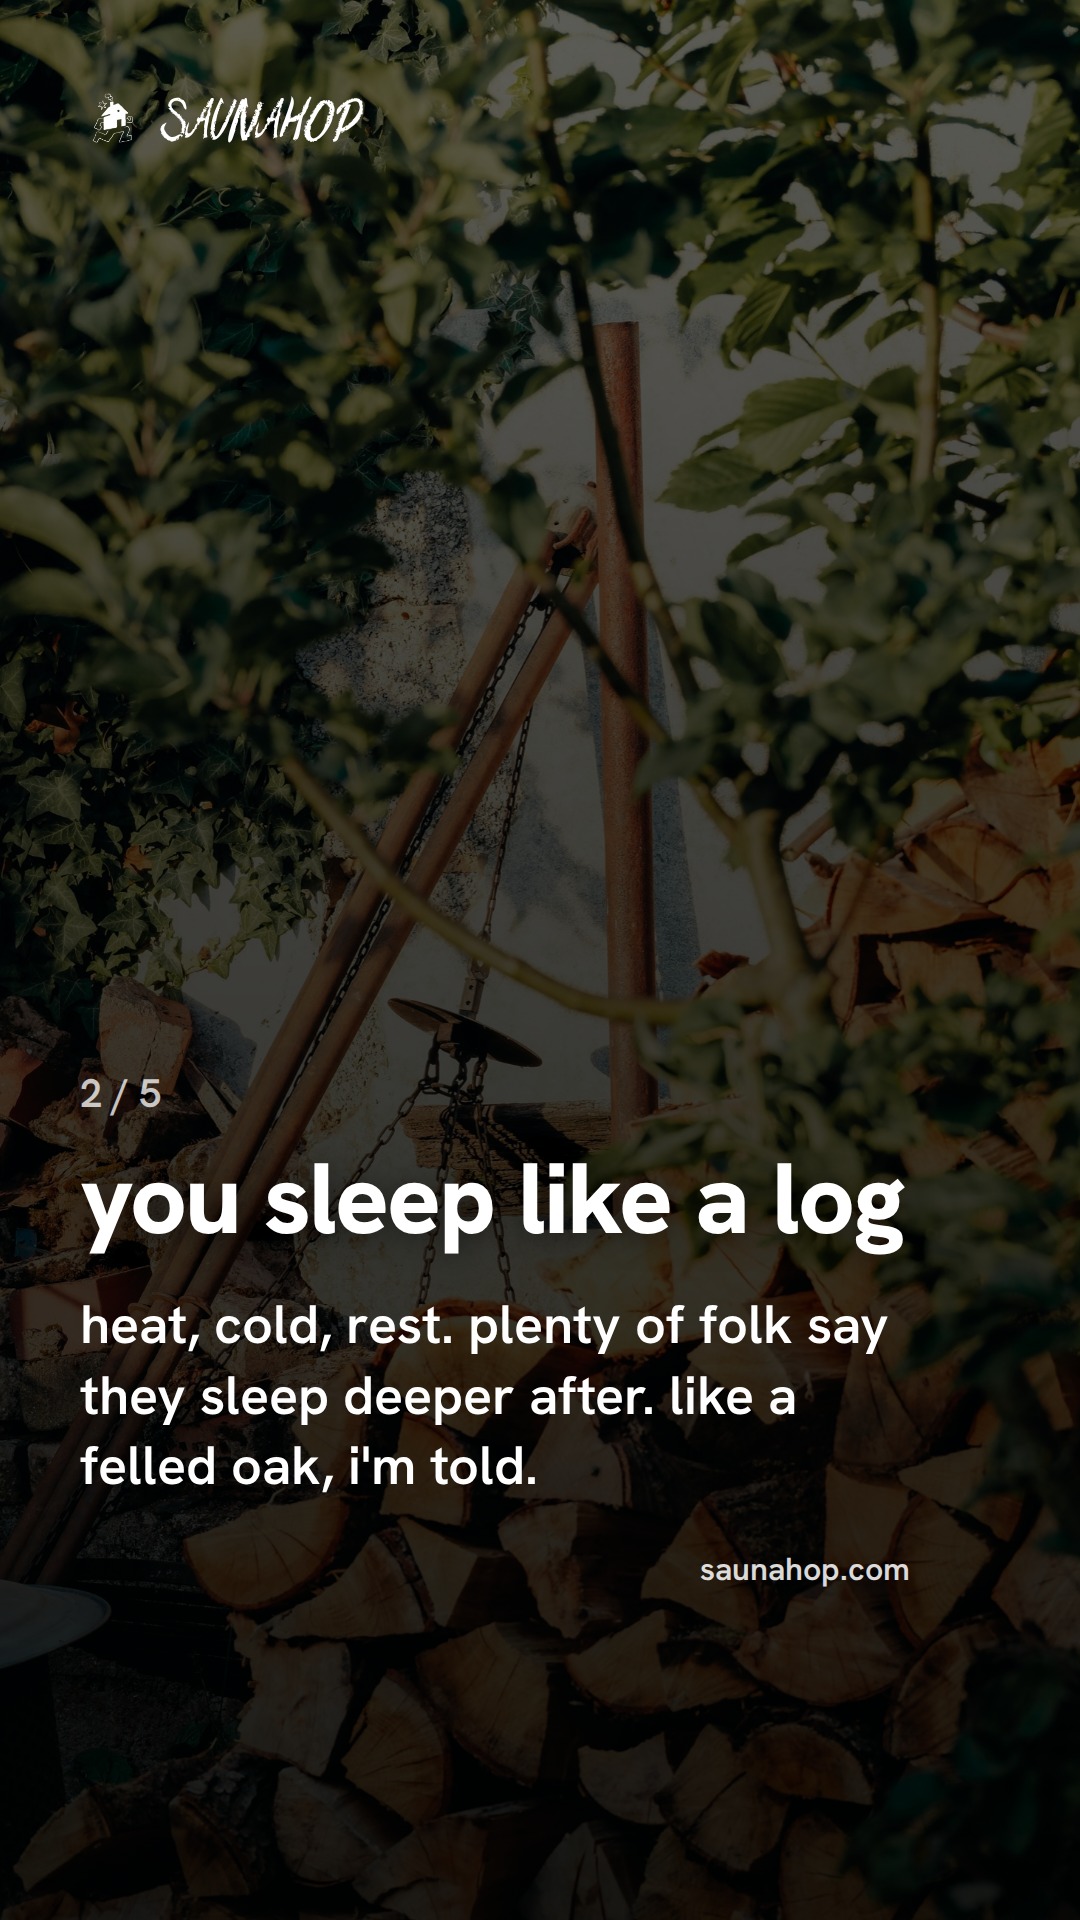 SAUNAHOP
2 / 5
you sleep like a log
heat, cold, rest. plenty of folk say
they sleep deeper after. like a
felled oak, i'm told.
saunahop.com